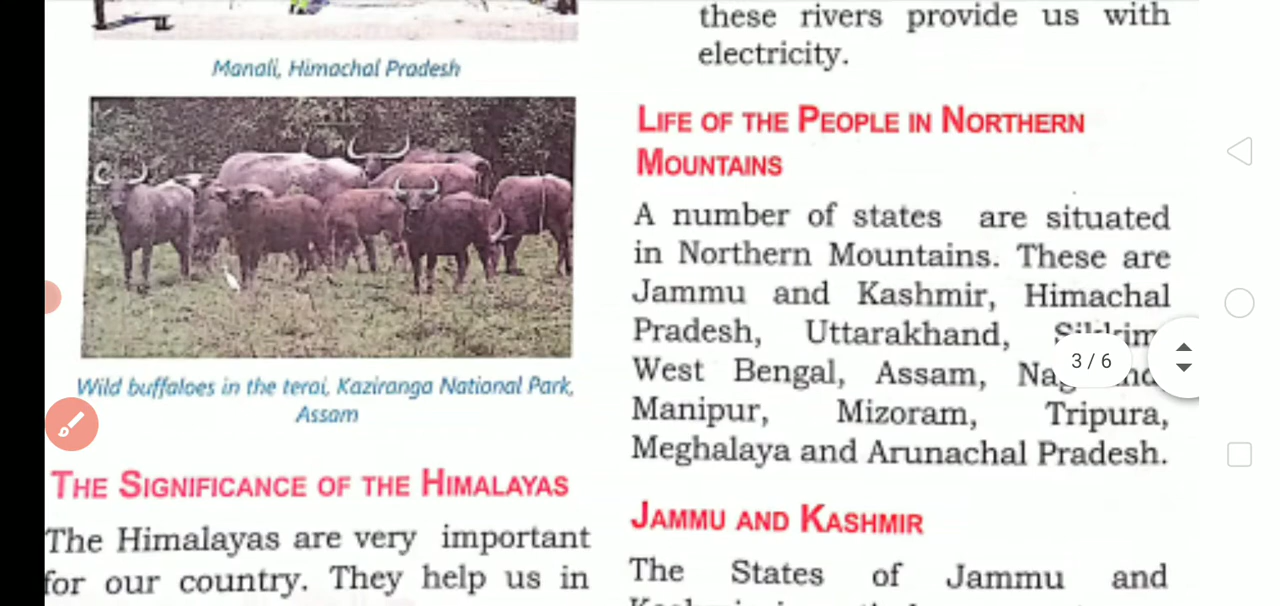 Manali, Himachal Pradesh
Wild buffaloes in the terai, Kaziranga National Park,
Assam
THE SIGNIFICANCE OF THE HIMALAYAS
The Himalayas are very important
for our country. They help us in
these rivers provide us with
electricity.
LIFE OF THE PEOPLE IN NORTHERN
MOUNTAINS
A number of states are situated
in Northern Mountains. These are
Jammu and Kashmir, Himachal
Pradesh, Uttarakhand,
West Bengal, Assam,
Manipur, Mizoram, Tripura,
Meghalaya and Arunachal Pradesh.
JAMMU AND KASHMIR
The States of Jammu and
3 / 6